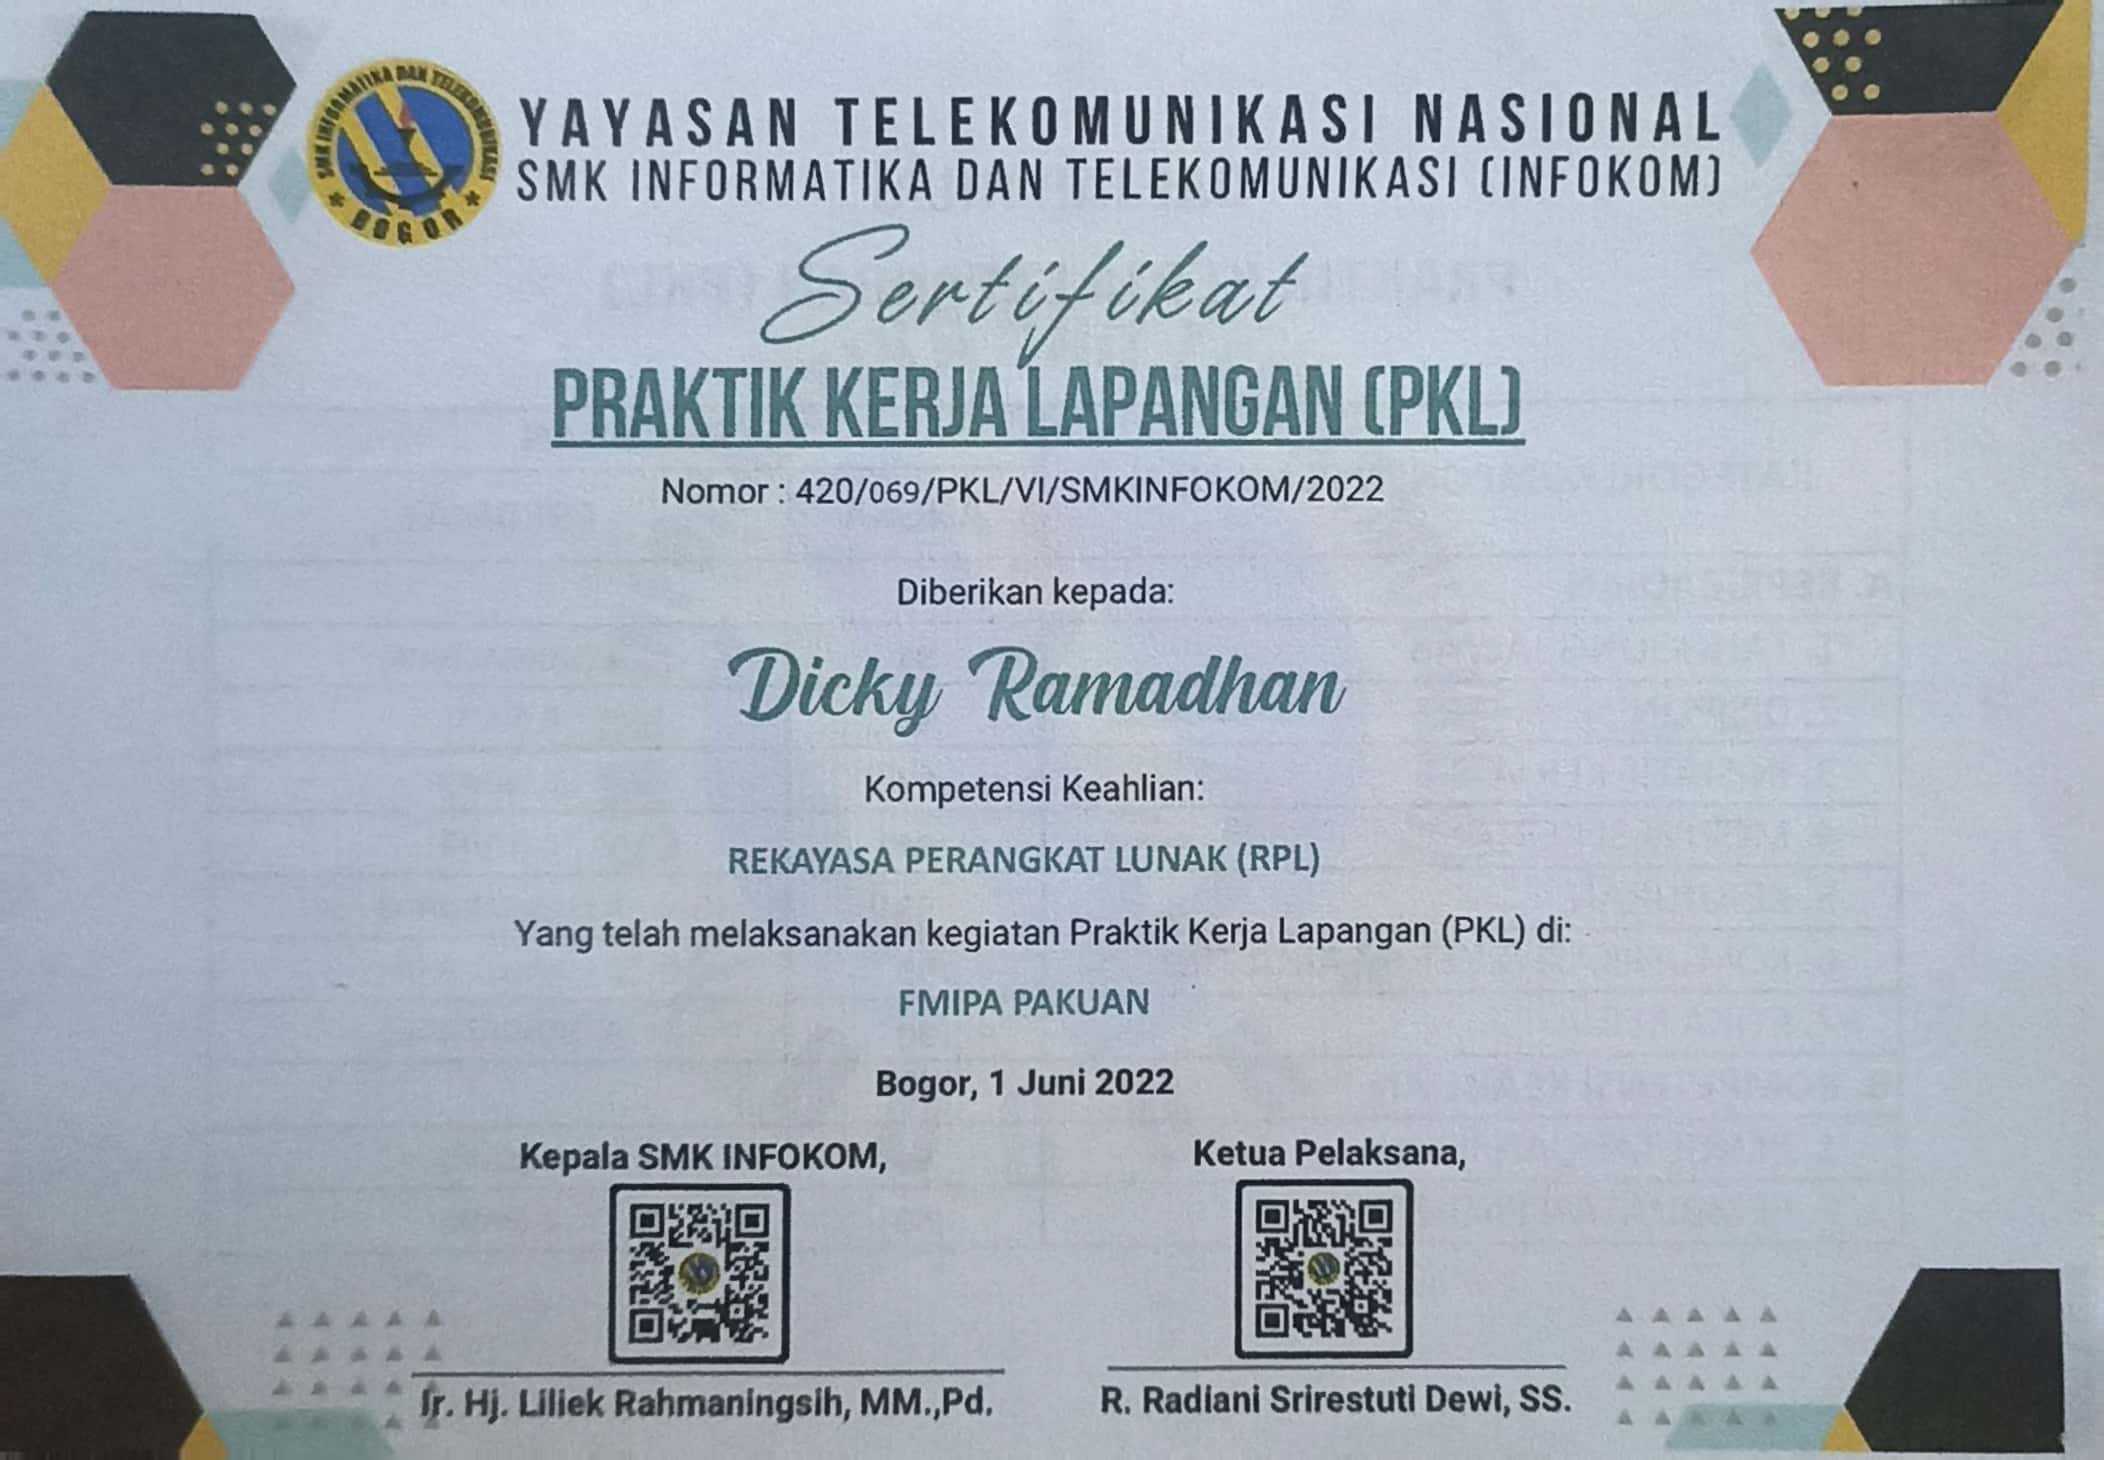 SMK INFORMATIKA DAN TELEKOMUNIKASI
BOGOR
YAYASAN TELEKOMUNIKASI NASIONAL
SMK INFORMATIKA DAN TELEKOMUNIKASI (INFOKOM)
Sertifikat
PRAKTIK KERJA LAPANGAN (PKL)
Nomor : 420/069/PKL/VI/SMKINFOKOM/2022
Diberikan kepada:
Dicky Ramadhan
Kompetensi Keahlian:
REKAYASA PERANGKAT LUNAK (RPL)
Yang telah melaksanakan kegiatan Praktik Kerja Lapangan (PKL) di:
FMIPA PAKUAN
Bogor, 1 Juni 2022
Kepala SMK INFOKOM,
Ketua Pelaksana,
Ir. Hj. Liliek Rahmaningsih, MM.,Pd.
R. Radiani Srirestuti Dewi, SS.